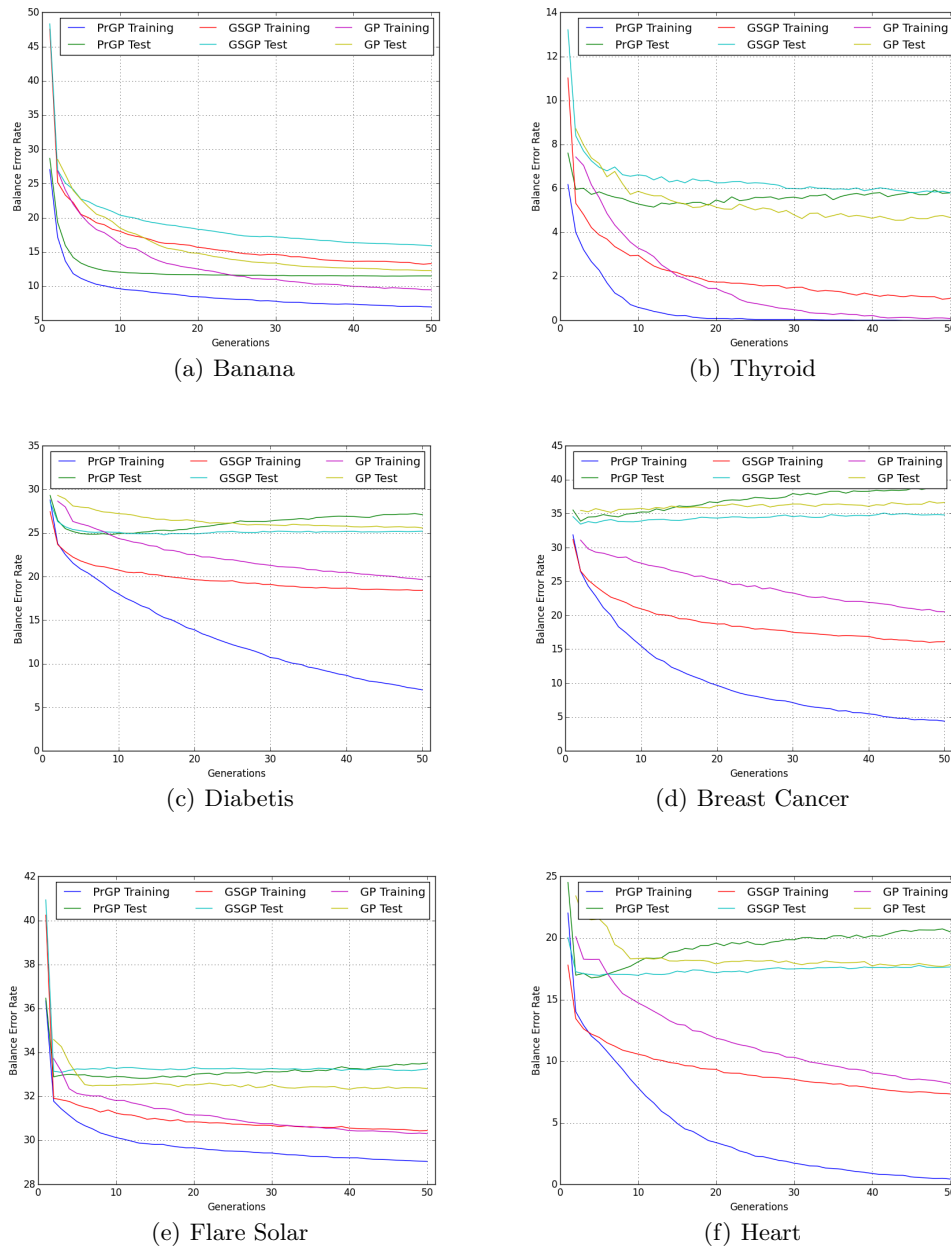 50
45
40
35
30
25
20
15
10
5
0 10 20 30 40 50
Balance Error Rate
Generations
PrGP Training GSGP Training GP Training
PrGP Test GSGP Test GP Test
(a) Banana
14
12
10
8
6
4
2
0
0 10 20 30 40 50
Balance Error Rate
Generations
PrGP Training GSGP Training GP Training
PrGP Test GSGP Test GP Test
(b) Thyroid
35
30
25
20
15
10
5
0
0 10 20 30 40 50
Balance Error Rate
Generations
PrGP Training GSGP Training GP Training
PrGP Test GSGP Test GP Test
(c) Diabetis
45
40
35
30
25
20
15
10
5
0
0 10 20 30 40 50
Balance Error Rate
Generations
PrGP Training GSGP Training GP Training
PrGP Test GSGP Test GP Test
(d) Breast Cancer
42
40
38
36
34
32
30
28
0 10 20 30 40 50
Balance Error Rate
Generations
PrGP Training GSGP Training GP Training
PrGP Test GSGP Test GP Test
(e) Flare Solar
25
20
15
10
5
0
0 10 20 30 40 50
Balance Error Rate
Generations
PrGP Training GSGP Training GP Training
PrGP Test GSGP Test GP Test
(f) Heart